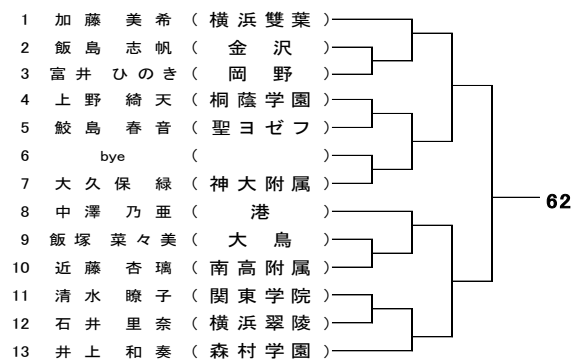 1 加藤 美希 (横浜雙葉)
2 飯島 志帆 (金沢)
3 富井 ひのき (岡野)
4 上野 綺天 (桐蔭学園)
5 鮫島 春音 (聖ヨゼフ)
6 bye ( )
7 大久保 緑 (神大附属)
8 中澤 乃亜 (港)
9 飯塚 菜々美 (大鳥)
10 近藤 杏璃 (南高附属)
11 清水 瞭子 (関東学院)
12 石井 里奈 (横浜翠陵)
13 井上 和奏 (森村学園)
62